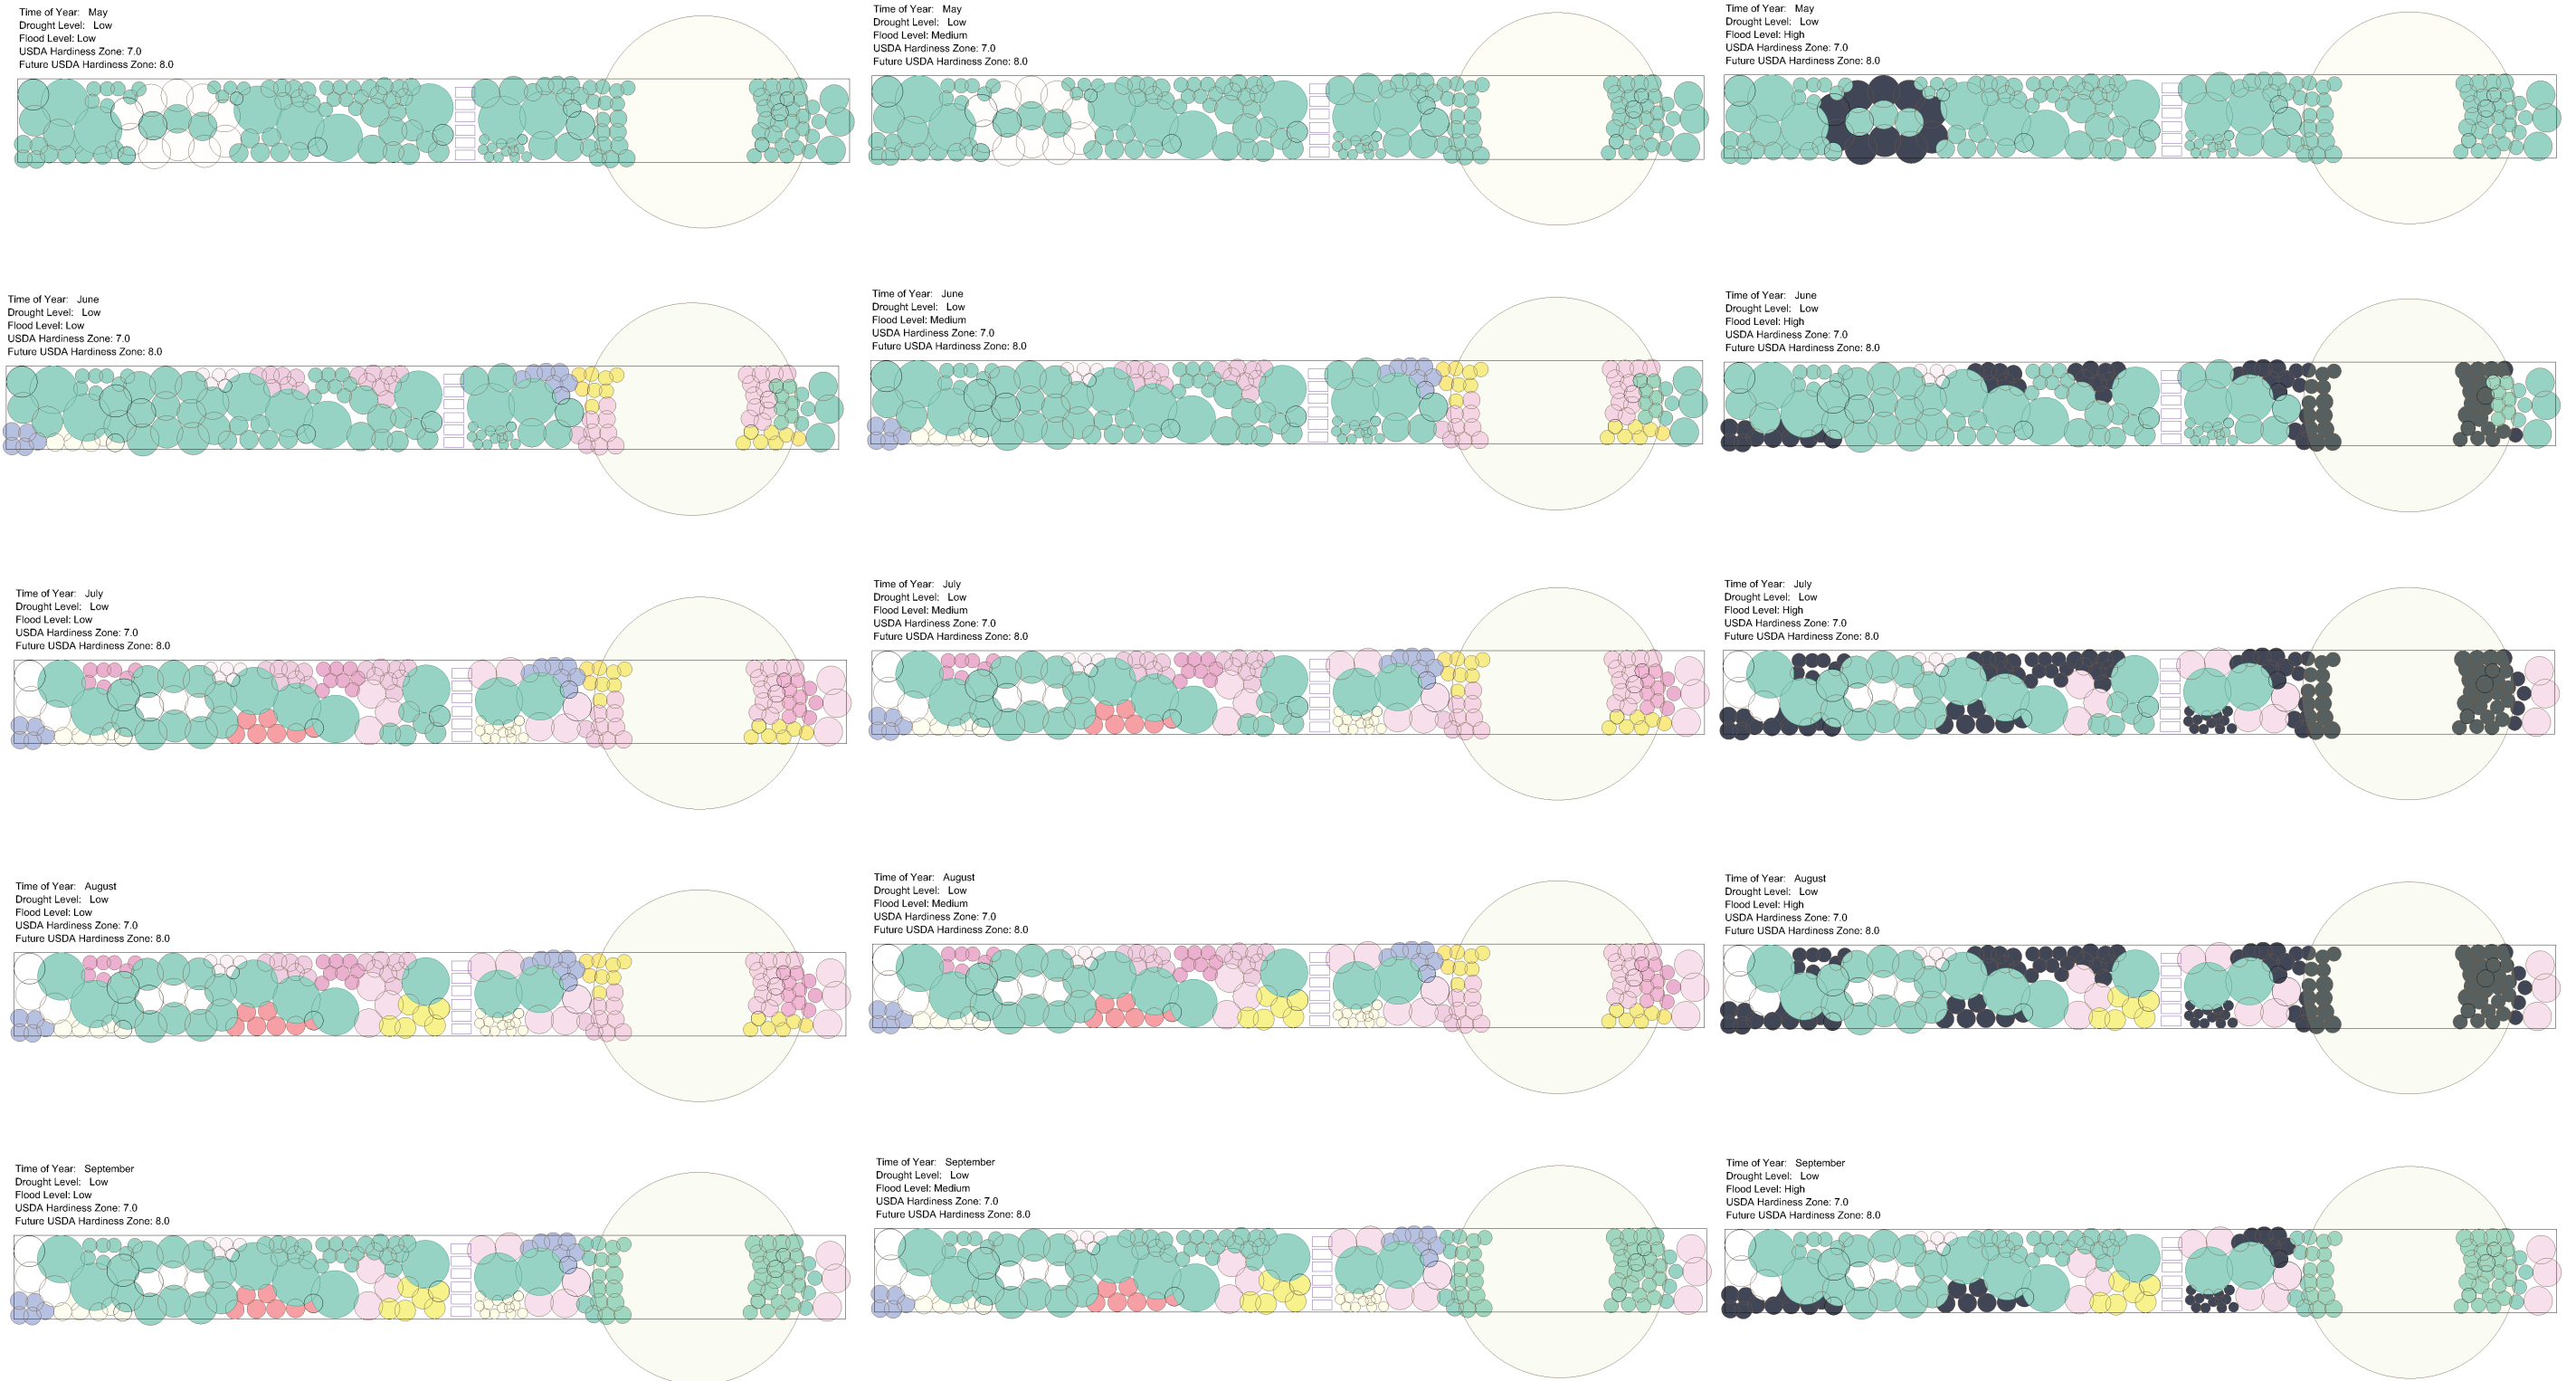 Time of Year: May
Drought Level: Low
Flood Level: Low
USDA Hardiness Zone: 7.0
Future USDA Hardiness Zone: 8.0
Time of Year: May
Drought Level: Low
Flood Level: Medium
USDA Hardiness Zone: 7.0
Future USDA Hardiness Zone: 8.0
Time of Year: May
Drought Level: Low
Flood Level: High
USDA Hardiness Zone: 7.0
Future USDA Hardiness Zone: 8.0
Time of Year: June
Drought Level: Low
Flood Level: Low
USDA Hardiness Zone: 7.0
Future USDA Hardiness Zone: 8.0
Time of Year: June
Drought Level: Low
Flood Level: Medium
USDA Hardiness Zone: 7.0
Future USDA Hardiness Zone: 8.0
Time of Year: June
Drought Level: Low
Flood Level: High
USDA Hardiness Zone: 7.0
Future USDA Hardiness Zone: 8.0
Time of Year: July
Drought Level: Low
Flood Level: Low
USDA Hardiness Zone: 7.0
Future USDA Hardiness Zone: 8.0
Time of Year: July
Drought Level: Low
Flood Level: Medium
USDA Hardiness Zone: 7.0
Future USDA Hardiness Zone: 8.0
Time of Year: July
Drought Level: Low
Flood Level: High
USDA Hardiness Zone: 7.0
Future USDA Hardiness Zone: 8.0
Time of Year: August
Drought Level: Low
Flood Level: Low
USDA Hardiness Zone: 7.0
Future USDA Hardiness Zone: 8.0
Time of Year: August
Drought Level: Low
Flood Level: Medium
USDA Hardiness Zone: 7.0
Future USDA Hardiness Zone: 8.0
Time of Year: August
Drought Level: Low
Flood Level: High
USDA Hardiness Zone: 7.0
Future USDA Hardiness Zone: 8.0
Time of Year: September
Drought Level: Low
Flood Level: Low
USDA Hardiness Zone: 7.0
Future USDA Hardiness Zone: 8.0
Time of Year: September
Drought Level: Low
Flood Level: Medium
USDA Hardiness Zone: 7.0
Future USDA Hardiness Zone: 8.0
Time of Year: September
Drought Level: Low
Flood Level: High
USDA Hardiness Zone: 7.0
Future USDA Hardiness Zone: 8.0